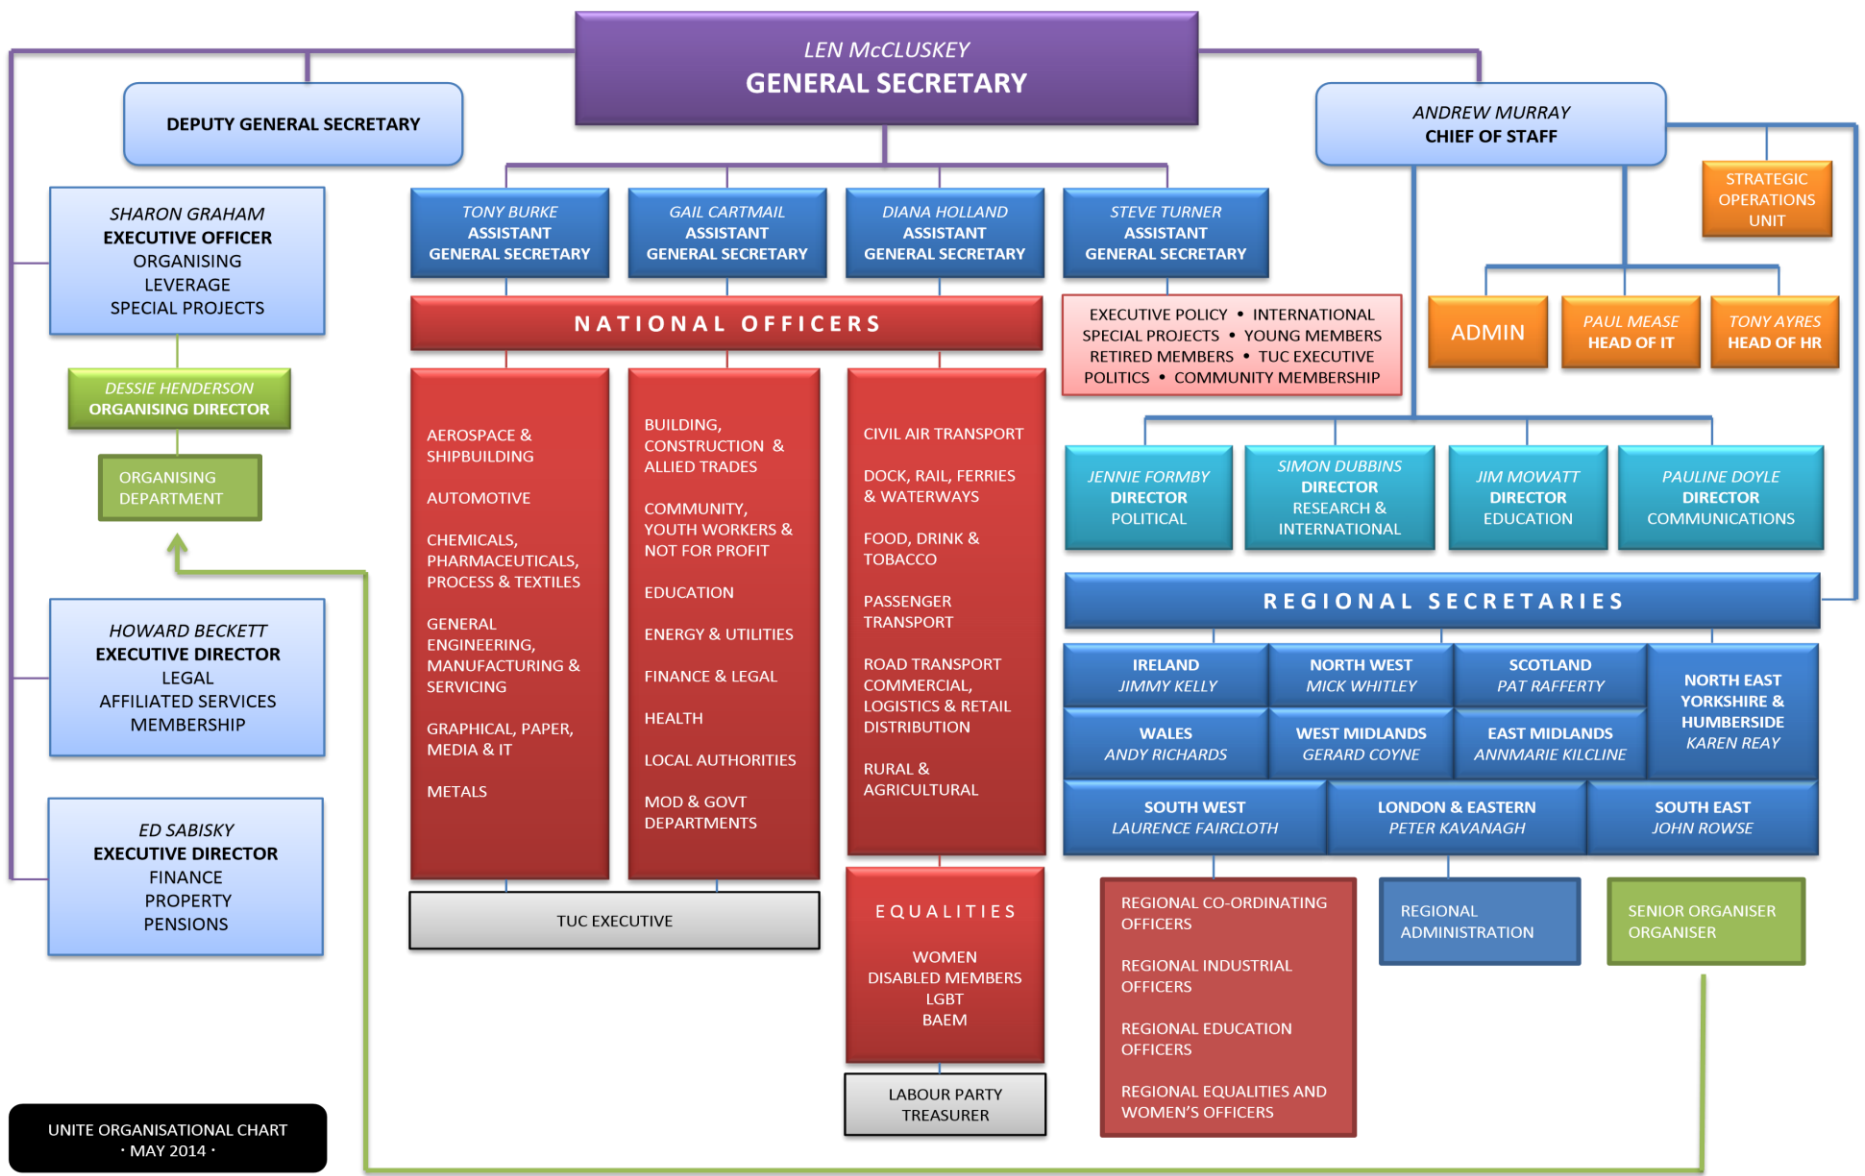 LEN McCLUSKEY
GENERAL SECRETARY
DEPUTY GENERAL SECRETARY
ANDREW MURRAY
CHIEF OF STAFF
STRATEGIC
OPERATIONS
UNIT
SHARON GRAHAM
EXECUTIVE OFFICER
ORGANISING
LEVERAGE
SPECIAL PROJECTS
TONY BURKE
ASSISTANT
GENERAL SECRETARY
GAIL CARTMAIL
ASSISTANT
GENERAL SECRETARY
DIANA HOLLAND
ASSISTANT
GENERAL SECRETARY
STEVE TURNER
ASSISTANT
GENERAL SECRETARY
NATIONAL OFFICERS
EXECUTIVE POLICY • INTERNATIONAL
SPECIAL PROJECTS • YOUNG MEMBERS
RETIRED MEMBERS • TUC EXECUTIVE
POLITICS • COMMUNITY MEMBERSHIP
ADMIN
PAUL MEASE
HEAD OF IT
TONY AYRES
HEAD OF HR
DESSIE HENDERSON
ORGANISING DIRECTOR
ORGANISING
DEPARTMENT
AEROSPACE &
SHIPBUILDING
AUTOMOTIVE
CHEMICALS,
PHARMACEUTICALS,
PROCESS & TEXTILES
GENERAL
ENGINEERING,
MANUFACTURING &
SERVICING
GRAPHICAL, PAPER,
MEDIA & IT
METALS
BUILDING,
CONSTRUCTION &
ALLIED TRADES
COMMUNITY,
YOUTH WORKERS &
NOT FOR PROFIT
EDUCATION
ENERGY & UTILITIES
FINANCE & LEGAL
HEALTH
LOCAL AUTHORITIES
MOD & GOVT
DEPARTMENTS
CIVIL AIR TRANSPORT
DOCK, RAIL, FERRIES
& WATERWAYS
FOOD, DRINK &
TOBACCO
PASSENGER
TRANSPORT
ROAD TRANSPORT
COMMERCIAL,
LOGISTICS & RETAIL
DISTRIBUTION
RURAL &
AGRICULTURAL
JENNIE FORMBY
DIRECTOR
POLITICAL
SIMON DUBBINS
DIRECTOR
RESEARCH &
INTERNATIONAL
JIM MOWATT
DIRECTOR
EDUCATION
PAULINE DOYLE
DIRECTOR
COMMUNICATIONS
HOWARD BECKETT
EXECUTIVE DIRECTOR
LEGAL
AFFILIATED SERVICES
MEMBERSHIP
REGIONAL SECRETARIES
IRELAND
JIMMY KELLY
NORTH WEST
MICK WHITLEY
SCOTLAND
PAT RAFFERTY
NORTH EAST
YORKSHIRE &
HUMBERSIDE
KAREN REAY
WALES
ANDY RICHARDS
WEST MIDLANDS
GERARD COYNE
EAST MIDLANDS
ANNMARIE KILCLINE
SOUTH WEST
LAURENCE FAIRCLOTH
LONDON & EASTERN
PETER KAVANAGH
SOUTH EAST
JOHN ROWSE
ED SABISKY
EXECUTIVE DIRECTOR
FINANCE
PROPERTY
PENSIONS
TUC EXECUTIVE
EQUALITIES
WOMEN
DISABLED MEMBERS
LGBT
BAEM
LABOUR PARTY
TREASURER
REGIONAL CO-ORDINATING
OFFICERS
REGIONAL INDUSTRIAL
OFFICERS
REGIONAL EDUCATION
OFFICERS
REGIONAL EQUALITIES AND
WOMEN'S OFFICERS
REGIONAL
ADMINISTRATION
SENIOR ORGANISER
ORGANISER
UNITE ORGANISATIONAL CHART
· MAY 2014 ·